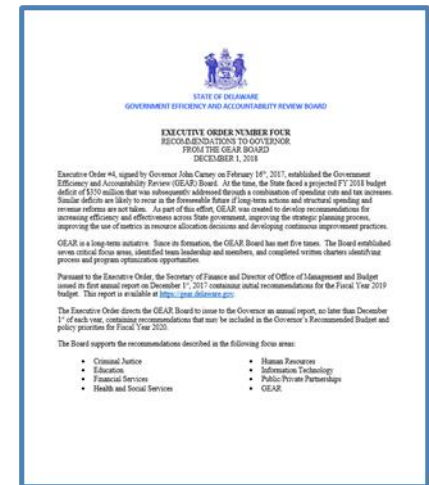 STATE OF DELAWARE
GOVERNMENT EFFICIENCY AND ACCOUNTABILITY REVIEW BOARD
EXECUTIVE ORDER NUMBER FOUR
RECOMMENDATIONS TO GOVERNOR
FROM THE GEAR BOARD
DECEMBER 1, 2018
Executive Order #4, signed by Governor John Carney on February 16th, 2017, established the Government
Efficiency and Accountability Review (GEAR) Board. At the time, the State faced a projected FY 2018 budget
deficit of $350 million that was subsequently addressed through a combination of spending cuts and tax increases.
Similar deficits are likely to recur in the foreseeable future if long-term actions and structural spending and
revenue reforms are not taken. As part of this effort, GEAR was created to develop recommendations for
increasing efficiency and effectiveness across State government, improving the strategic planning process,
improving the use of metrics in resource allocation decisions and developing continuous improvement practices.
GEAR is a long-term initiative. Since its formation, the GEAR Board has met five times. The Board established
seven critical focus areas, identified team leadership and members, and completed written charters identifying
process and program optimization opportunities.
Pursuant to the Executive Order, the Secretary of Finance and Director of Office of Management and Budget
issued its first annual report on December 1st, 2017 containing initial recommendations for the Fiscal Year 2019
budget. This report is available at https://gear.delaware.gov.
The Executive Order directs the GEAR Board to issue to the Governor an annual report, no later than December
1st of each year, containing recommendations that may be included in the Governor's Recommended Budget and
policy priorities for Fiscal Year 2020.
The Board supports the recommendations described in the following focus areas:
• Criminal Justice
• Education
• Financial Services
• Health and Social Services
• Human Resources
• Information Technology
• Public/Private Partnerships
• GEAR